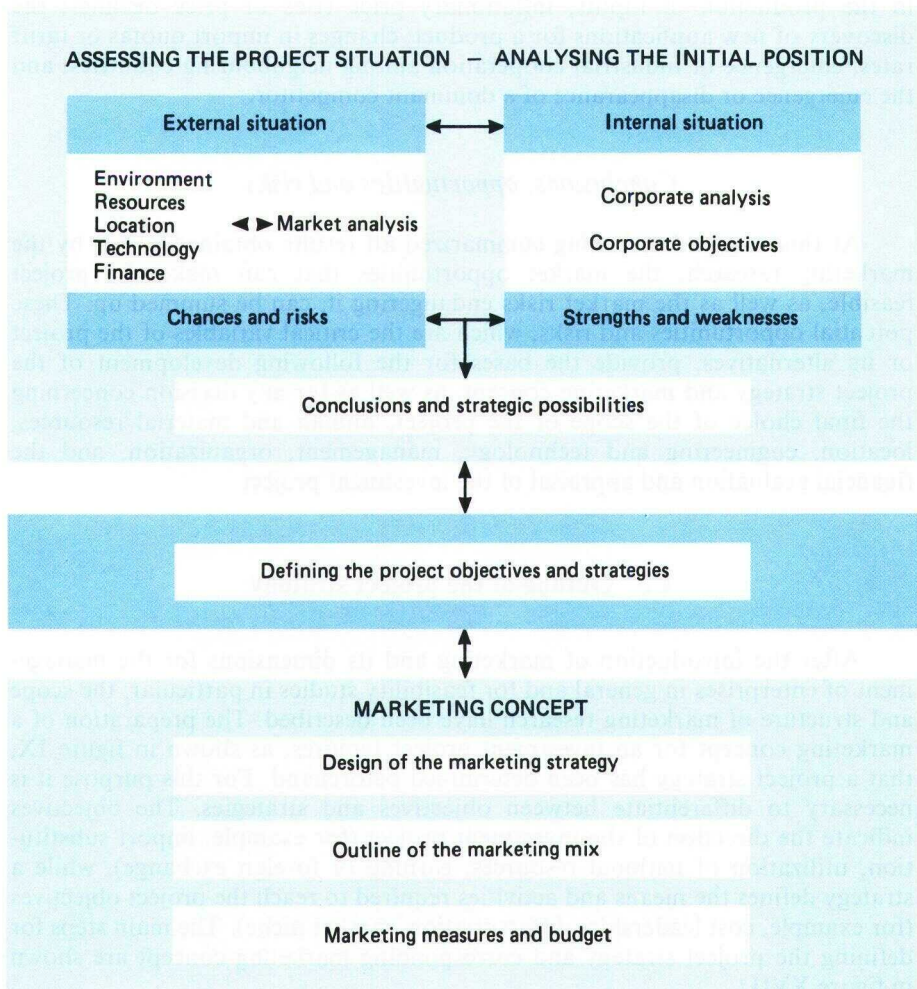 ASSESSING THE PROJECT SITUATION – ANALYSING THE INITIAL POSITION
External situation
Internal situation
Environment
Resources
Location
Technology
Finance
Market analysis
Corporate analysis
Corporate objectives
Chances and risks
Strengths and weaknesses
Conclusions and strategic possibilities
Defining the project objectives and strategies
MARKETING CONCEPT
Design of the marketing strategy
Outline of the marketing mix
Marketing measures and budget